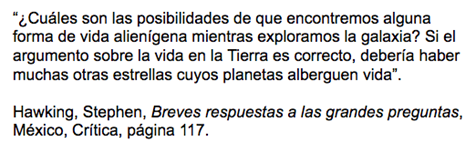 “¿Cuáles son las posibilidades de que encontremos alguna
forma de vida alienígena mientras exploramos la galaxia? Si el
argumento sobre la vida en la Tierra es correcto, debería haber
muchas otras estrellas cuyos planetas alberguen vida”.
Hawking, Stephen, Breves respuestas a las grandes preguntas,
México, Crítica, página 117.